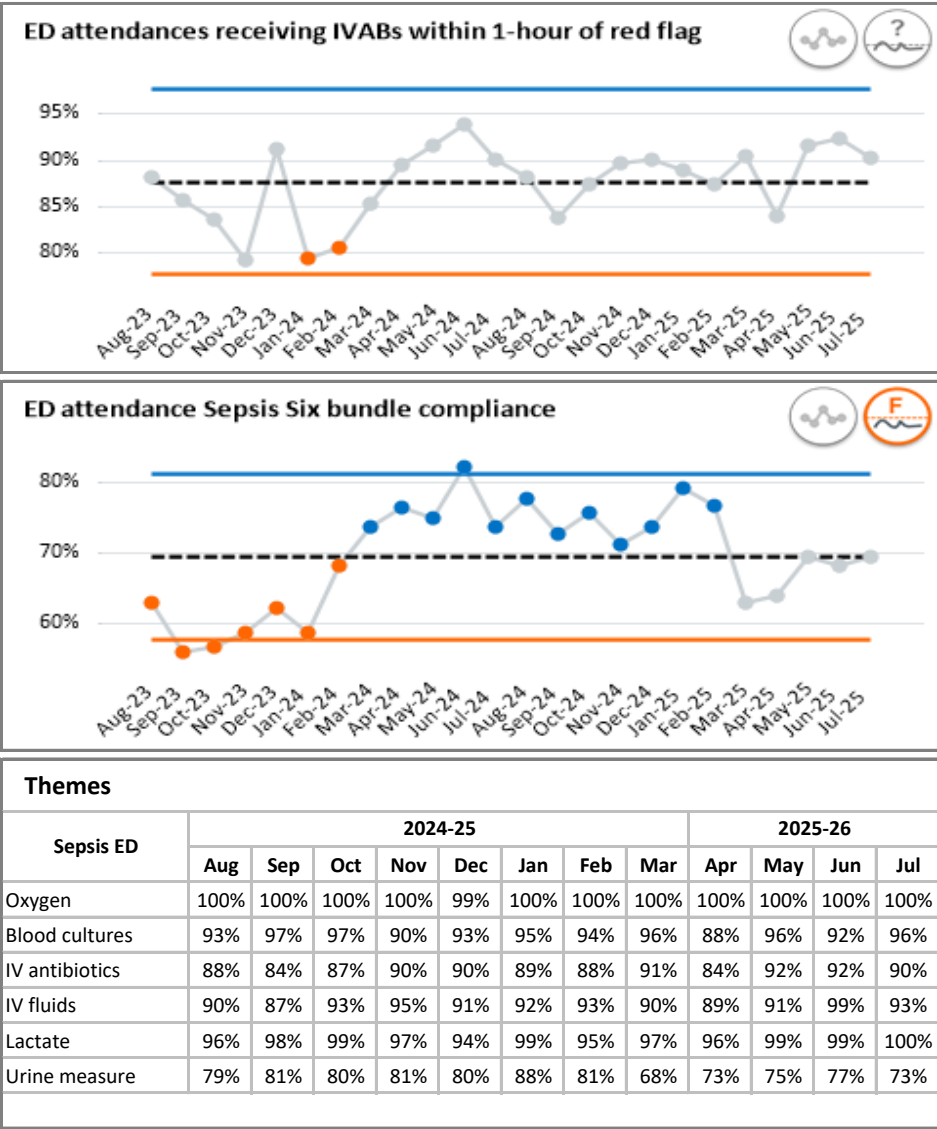 ED attendances receiving IVABs within 1-hour of red flag
?
95%
90%
85%
80%
Aug-23 Sep-23 Oct-23 Nov-23 Dec-23 Jan-24 Feb-24 Mar-24 Apr-24 May-24 Jun-24 Jul-24 Aug-24 Sep-24 Oct-24 Nov-24 Dec-24 Jan-25 Feb-25 Mar-25 Apr-25 May-25 Jun-25 Jul-25
ED attendance Sepsis Six bundle compliance
F
80%
70%
60%
Aug-23 Sep-23 Oct-23 Nov-23 Dec-23 Jan-24 Feb-24 Mar-24 Apr-24 May-24 Jun-24 Jul-24 Aug-24 Sep-24 Oct-24 Nov-24 Dec-24 Jan-25 Feb-25 Mar-25 Apr-25 May-25 Jun-25 Jul-25
Themes
Sepsis ED 2024-25 2025-26
Aug Sep Oct Nov Dec Jan Feb Mar Apr May Jun Jul
Oxygen 100% 100% 100% 100% 99% 100% 100% 100% 100% 100% 100% 100%
Blood cultures 93% 97% 97% 90% 93% 95% 94% 96% 88% 96% 92% 96%
IV antibiotics 88% 84% 87% 90% 90% 89% 88% 91% 84% 92% 92% 90%
IV fluids 90% 87% 93% 95% 91% 92% 93% 90% 89% 91% 99% 93%
Lactate 96% 98% 99% 97% 94% 99% 95% 97% 96% 99% 99% 100%
Urine measure 79% 81% 80% 81% 80% 88% 81% 68% 73% 75% 77% 73%